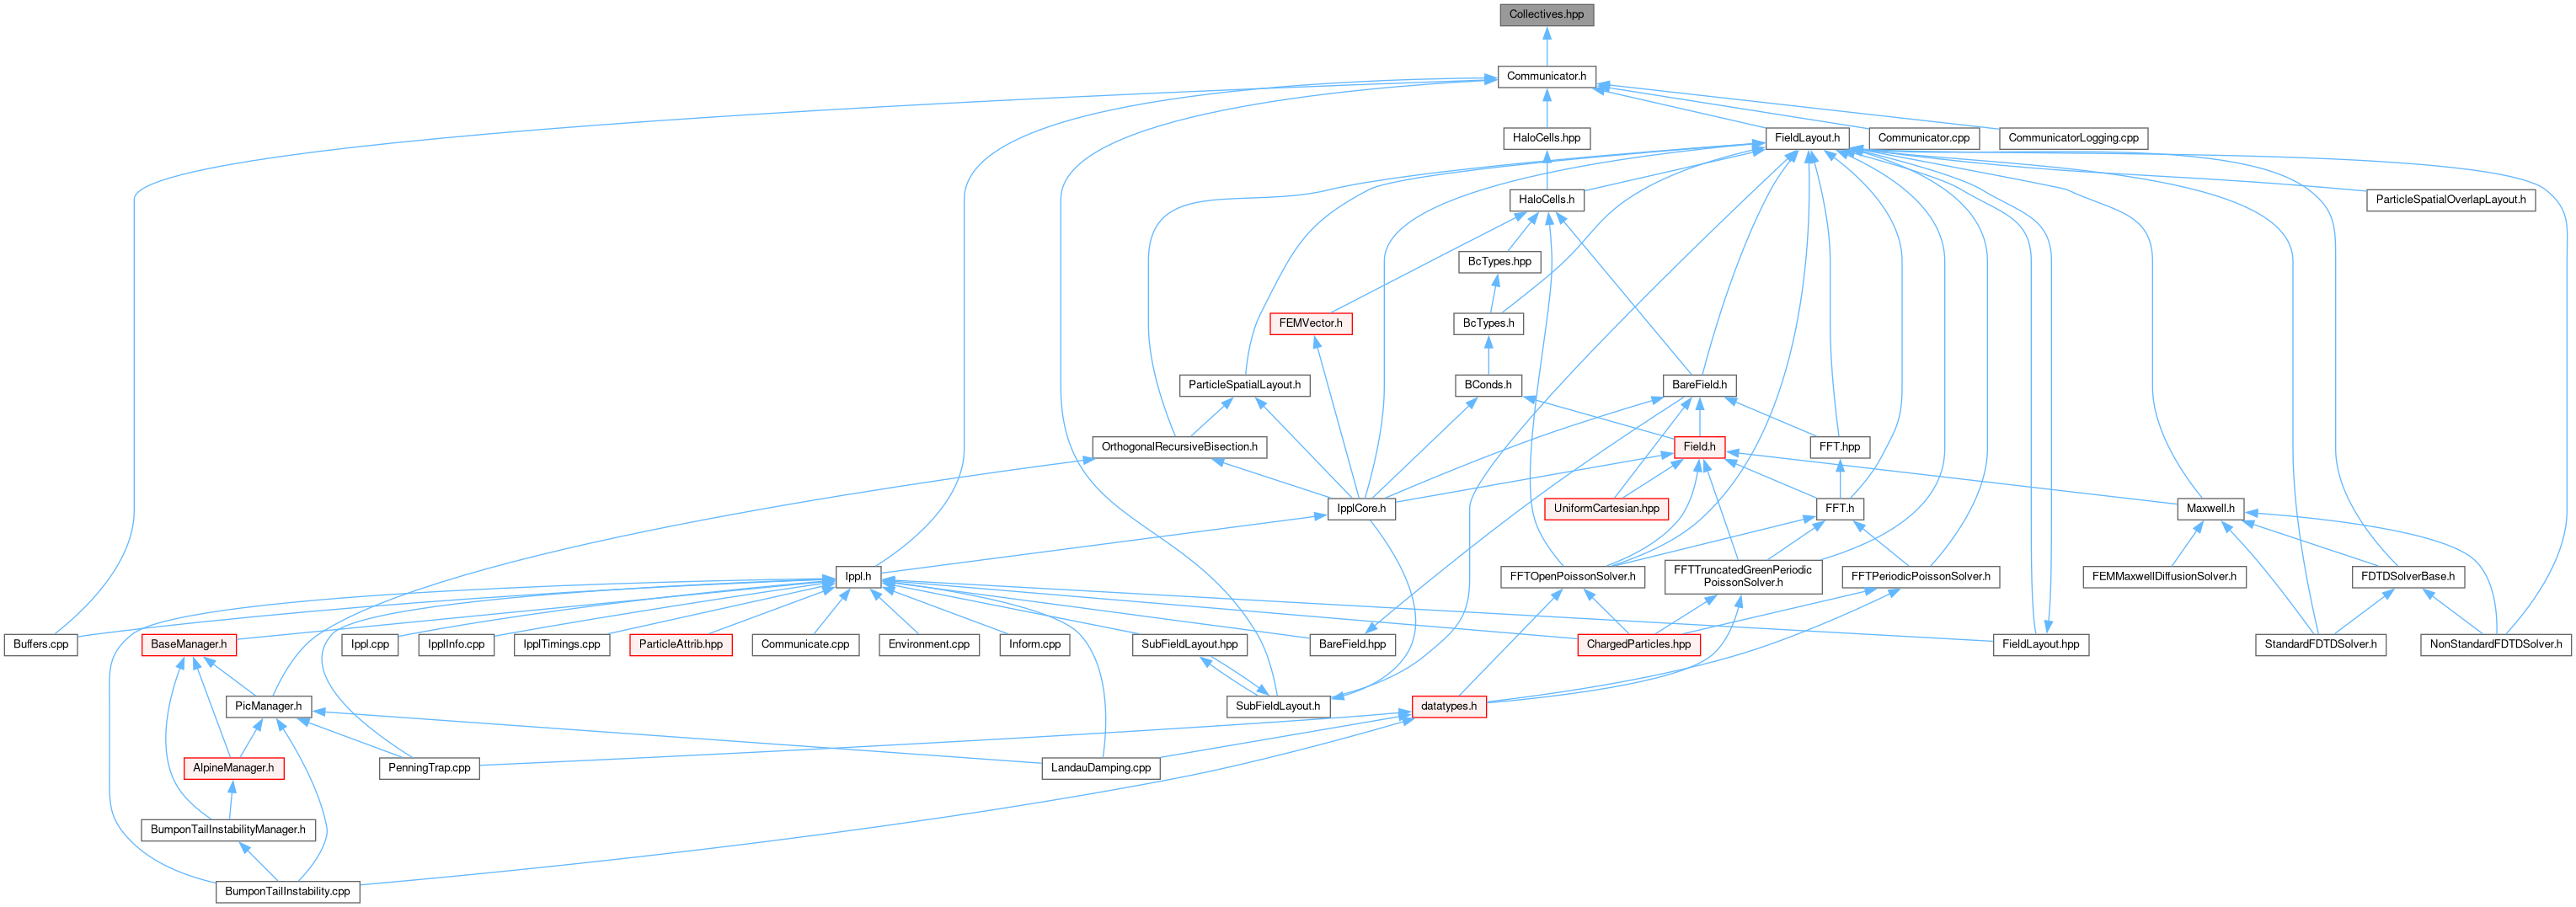 Collectives.hpp
Communicator.h
HaloCells.hpp
FieldLayout.h
Communicator.cpp
CommunicatorLogging.cpp
HaloCells.h
ParticleSpatialOverlapLayout.h
BcTypes.hpp
FEMVector.h
BcTypes.h
ParticleSpatialLayout.h
BConds.h
BareField.h
OrthogonalRecursiveBisection.h
Field.h
FFT.hpp
IpplCore.h
UniformCartesian.hpp
FFT.h
Maxwell.h
Ippl.h
FFTOpenPoissonSolver.h
FFTTruncatedGreenPeriodic
PoissonSolver.h
FFTPeriodicPoissonSolver.h
FEMMaxwellDiffusionSolver.h
FDTDSolverBase.h
Buffers.cpp
BaseManager.h
Ippl.cpp
IpplInfo.cpp
IpplTimings.cpp
ParticleAttrib.hpp
Communicate.cpp
Environment.cpp
Inform.cpp
SubFieldLayout.hpp
BareField.hpp
ChargedParticles.hpp
FieldLayout.hpp
StandardFDTDSolver.h
NonStandardFDTDSolver.h
PicManager.h
SubFieldLayout.h
datatypes.h
AlpineManager.h
PenningTrap.cpp
LandauDamping.cpp
BumponTailInstabilityManager.h
BumponTailInstability.cpp